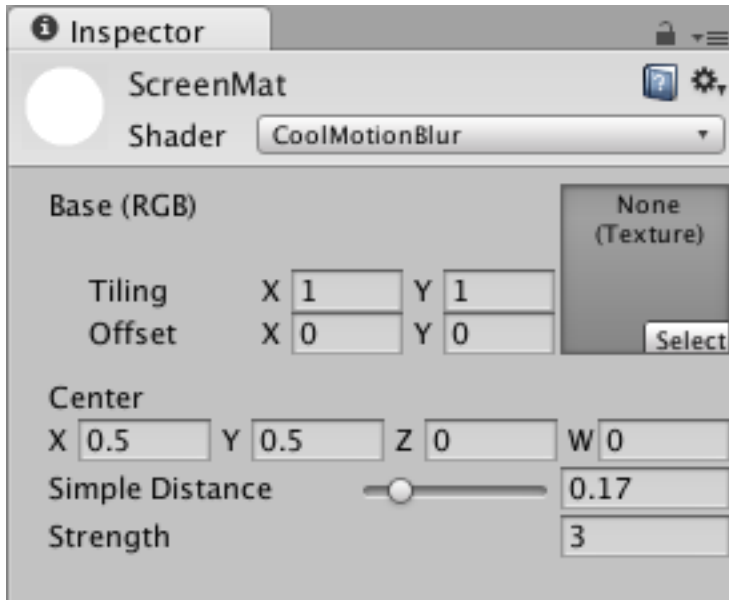 Inspector
ScreenMat
Shader CoolMotionBlur
Base (RGB) None
(Texture)
Tiling X 1 Y 1
Offset X 0 Y 0 Select
Center
X 0.5 Y 0.5 Z 0 W 0
Simple Distance 0.17
Strength 3